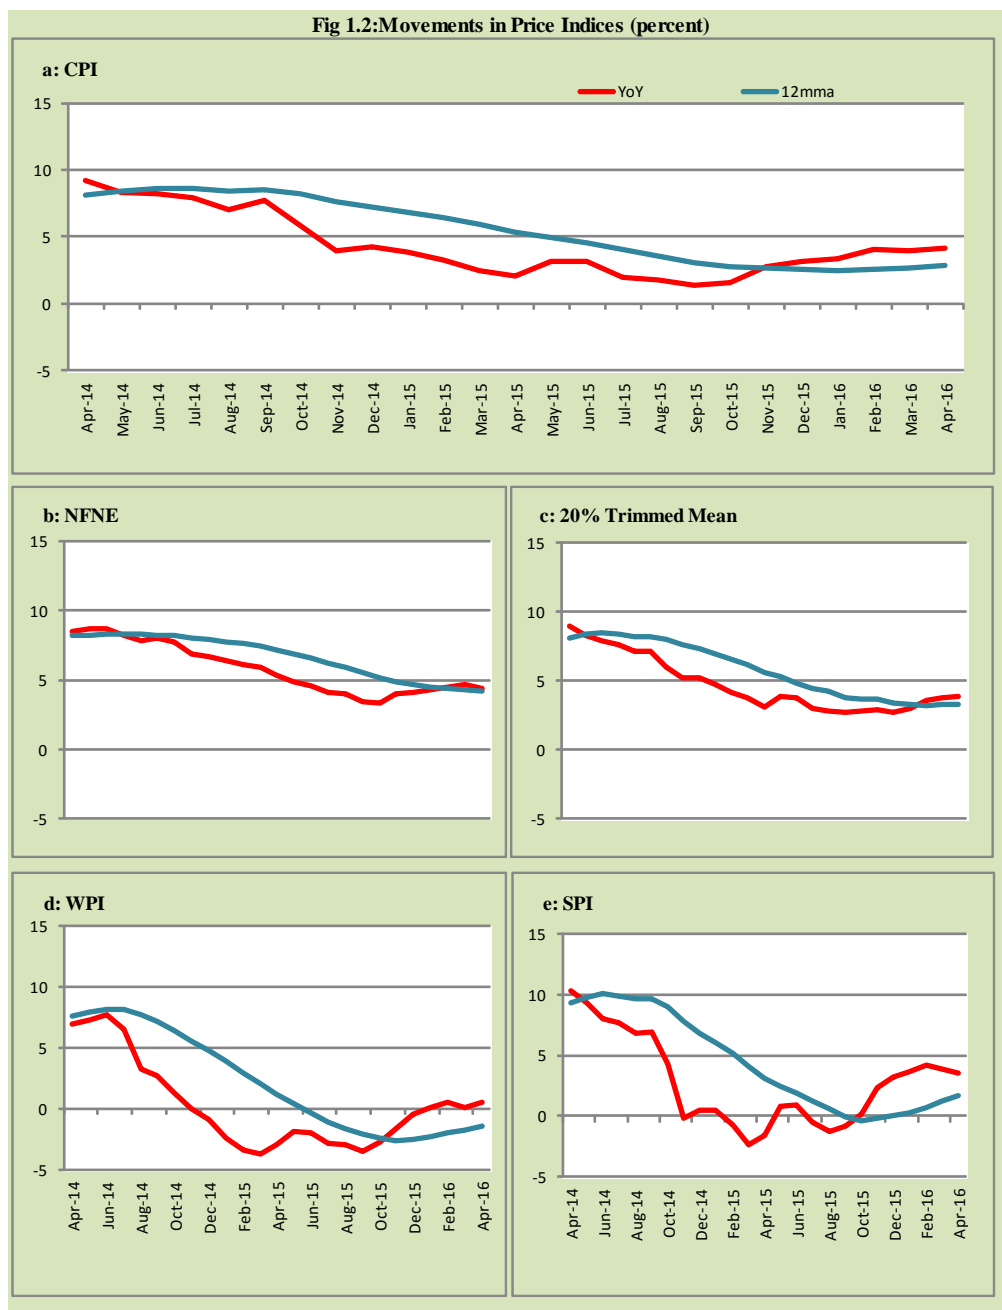 Fig 1.2:Movements in Price Indices (percent)
a: CPI
YoY 12mma
15
10
5
0
-5
Apr-14 May-14 Jun-14 Jul-14 Aug-14 Sep-14 Oct-14 Nov-14 Dec-14 Jan-15 Feb-15 Mar-15 Apr-15 May-15 Jun-15 Jul-15 Aug-15 Sep-15 Oct-15 Nov-15 Dec-15 Jan-16 Feb-16 Mar-16 Apr-16
b: NFNE
15
10
5
0
-5
c: 20% Trimmed Mean
15
10
5
0
-5
d: WPI
15
10
5
0
-5
Apr-14 Jun-14 Aug-14 Oct-14 Dec-14 Feb-15 Apr-15 Jun-15 Aug-15 Oct-15 Dec-15 Feb-16 Apr-16
e: SPI
15
10
5
0
-5
Apr-14 Jun-14 Aug-14 Oct-14 Dec-14 Feb-15 Apr-15 Jun-15 Aug-15 Oct-15 Dec-15 Feb-16 Apr-16